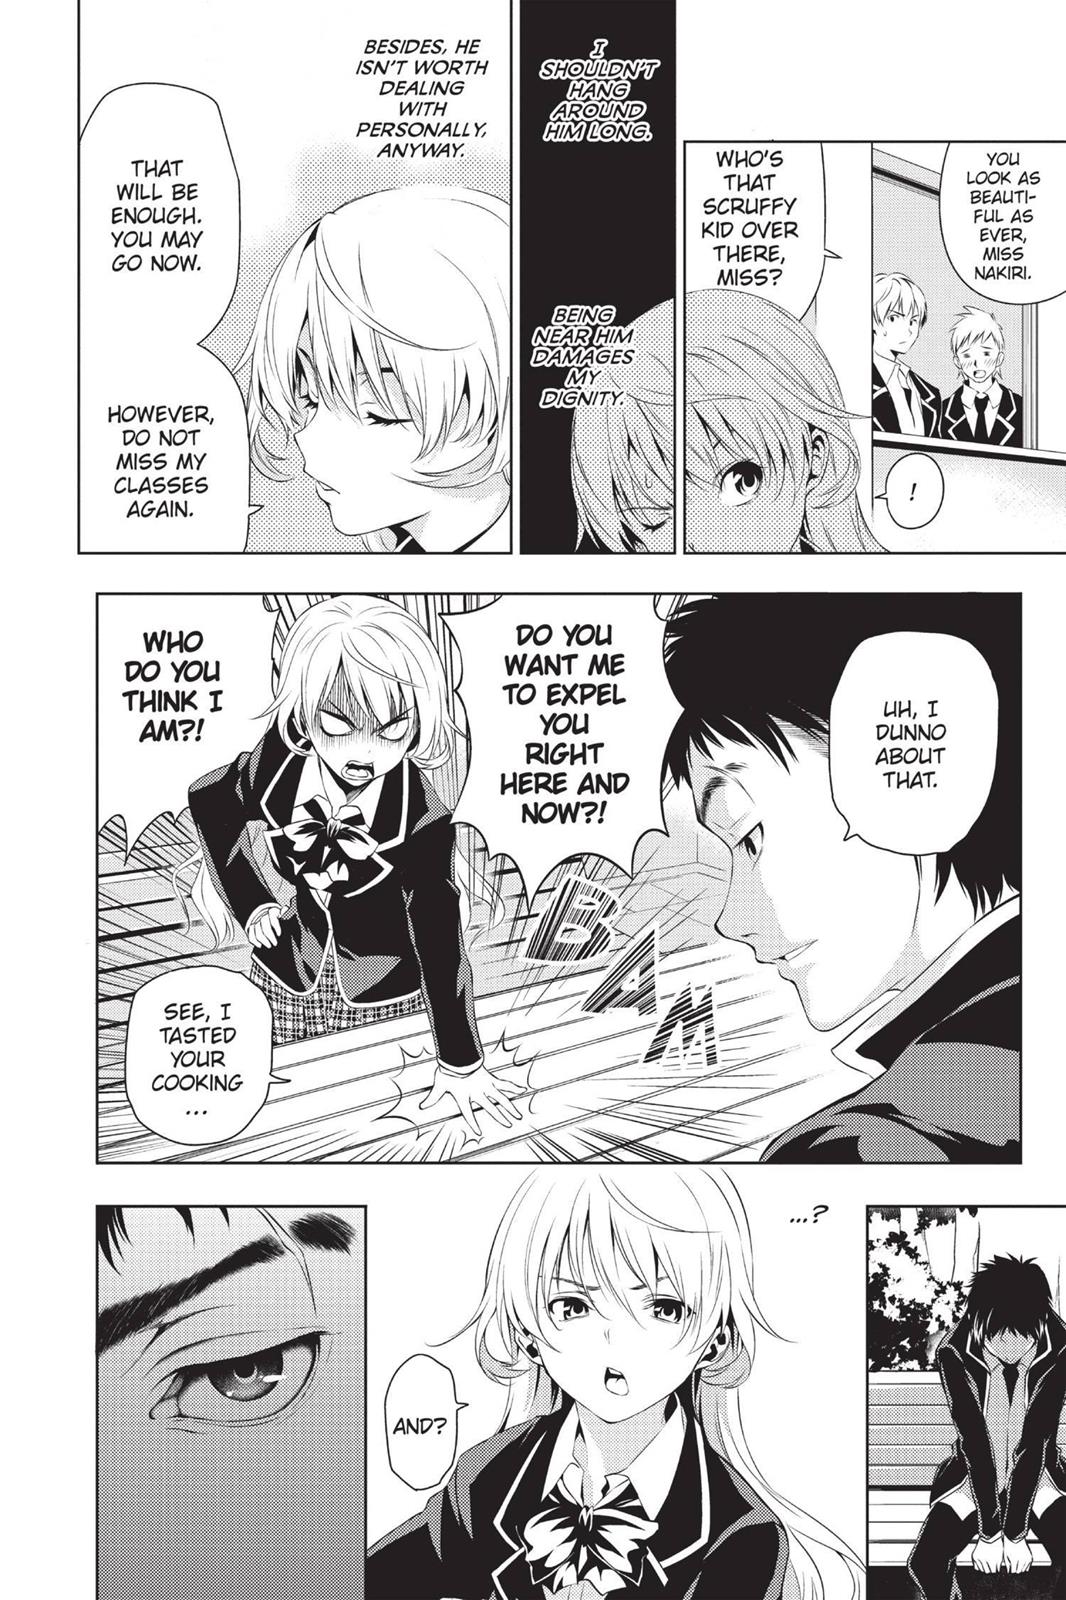 YOU
LOOK AS
BEAUTI-
FUL AS
EVER,
MISS
NAKIRI.
WHO'S
THAT
SCRUFFY
KID OVER
THERE,
MISS?
!
I
SHOULDN'T
HANG
AROUND
HIM LONG.
BEING
NEAR HIM
DAMAGES
MY
DIGNITY.
BESIDES, HE
ISN'T WORTH
DEALING
WITH
PERSONALLY,
ANYWAY.
THAT
WILL BE
ENOUGH.
YOU MAY
GO NOW.
HOWEVER,
DO NOT
MISS MY
CLASSES
AGAIN.
UH, I
DUNNO
ABOUT
THAT.
DO YOU
WANT ME
TO EXPEL
YOU
RIGHT
HERE AND
NOW?!
WHO
DO YOU
THINK I
AM?!
BAM
SEE, I
TASTED
YOUR
COOKING
...
...?
AND?